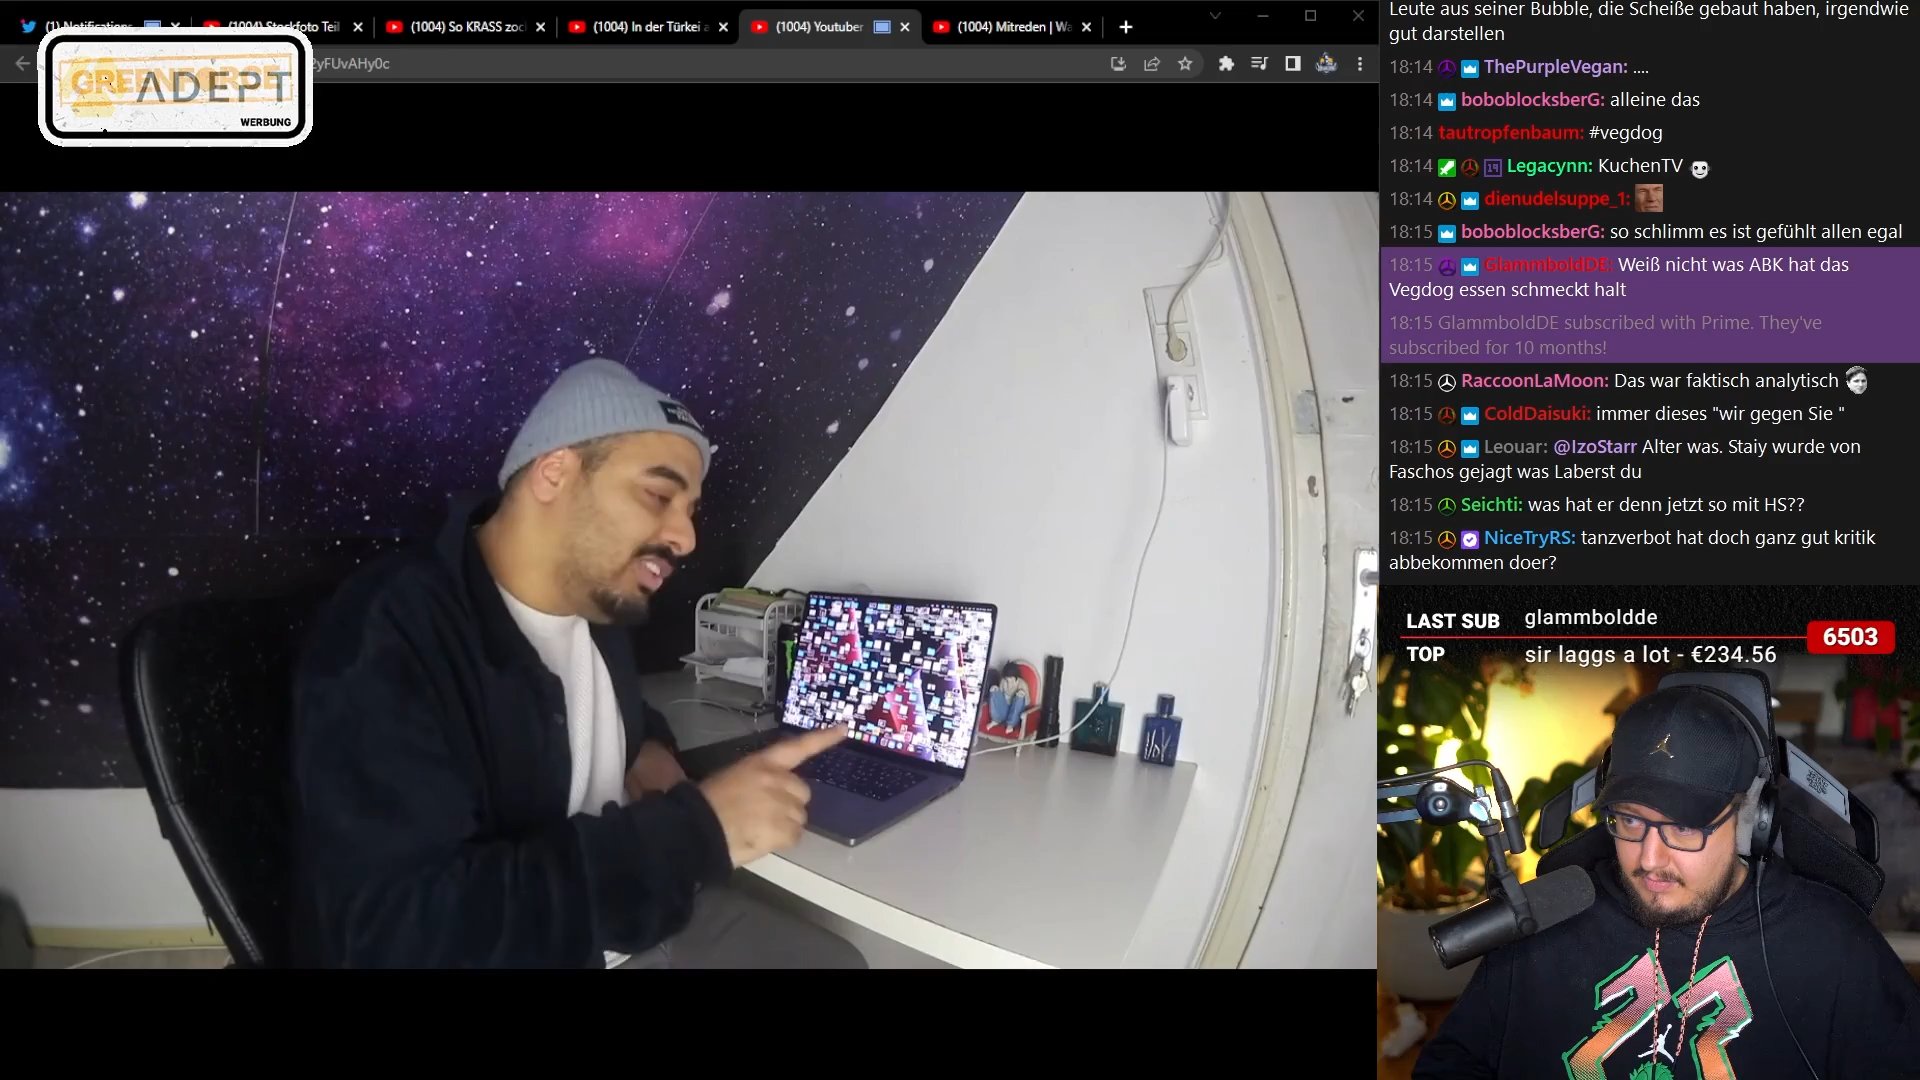 (1) Notifications
(1004) Stockfoto Teil
(1004) So KRASS zoc
(1004) In der Türkei a
(1004) Youtuber
(1004) Mitreden | Wa
2yFUvAHy0c
ADEPT
WERBUNG
Leute aus seiner Bubble, die Scheiße gebaut haben, irgendwie
gut darstellen
18:14 ThePurpleVegan: ....
18:14 boboblocksberG: alleine das
18:14 tautropfenbaum: #vegdog
18:14 19 Legacynn: KuchenTV
18:14 dienudelsuppe_1:
18:15 boboblocksberG: so schlimm es ist gefühlt allen egal
18:15 GlammboldDE: Weiß nicht was ABK hat das
Vegdog essen schmeckt halt
18:15 GlammboldDE subscribed with Prime. They've
subscribed for 10 months!
18:15 RaccoonLaMoon: Das war faktisch analytisch
18:15 ColdDaisuki: immer dieses "wir gegen Sie "
18:15 Leouar: @IzoStarr Alter was. Staiy wurde von
Faschos gejagt was Laberst du
18:15 Seichti: was hat er denn jetzt so mit HS??
18:15 NiceTryRS: tanzverbot hat doch ganz gut kritik
abbekommen doer?
LAST SUB glammboldde
6503
TOP sir laggs a lot - €234.56